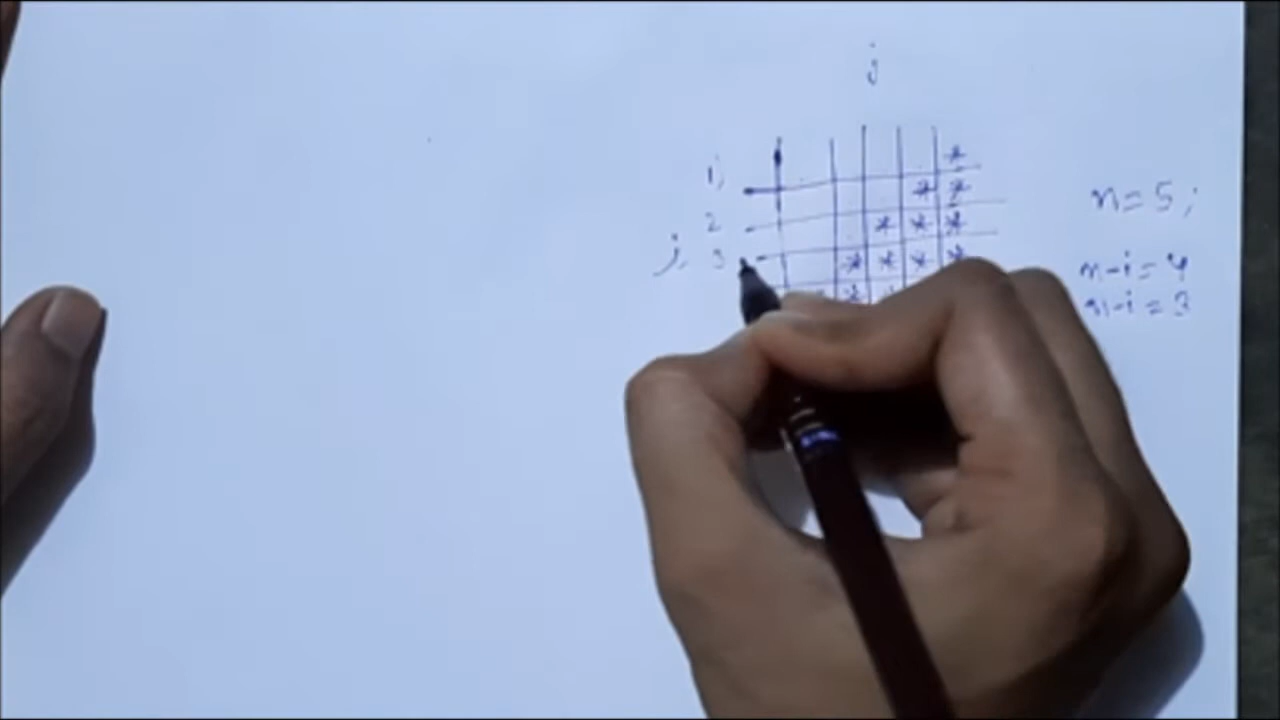 j
*
1) * *
2 * * *
i 3 * * * *
*
n=5;
n-i=4
n-i=3